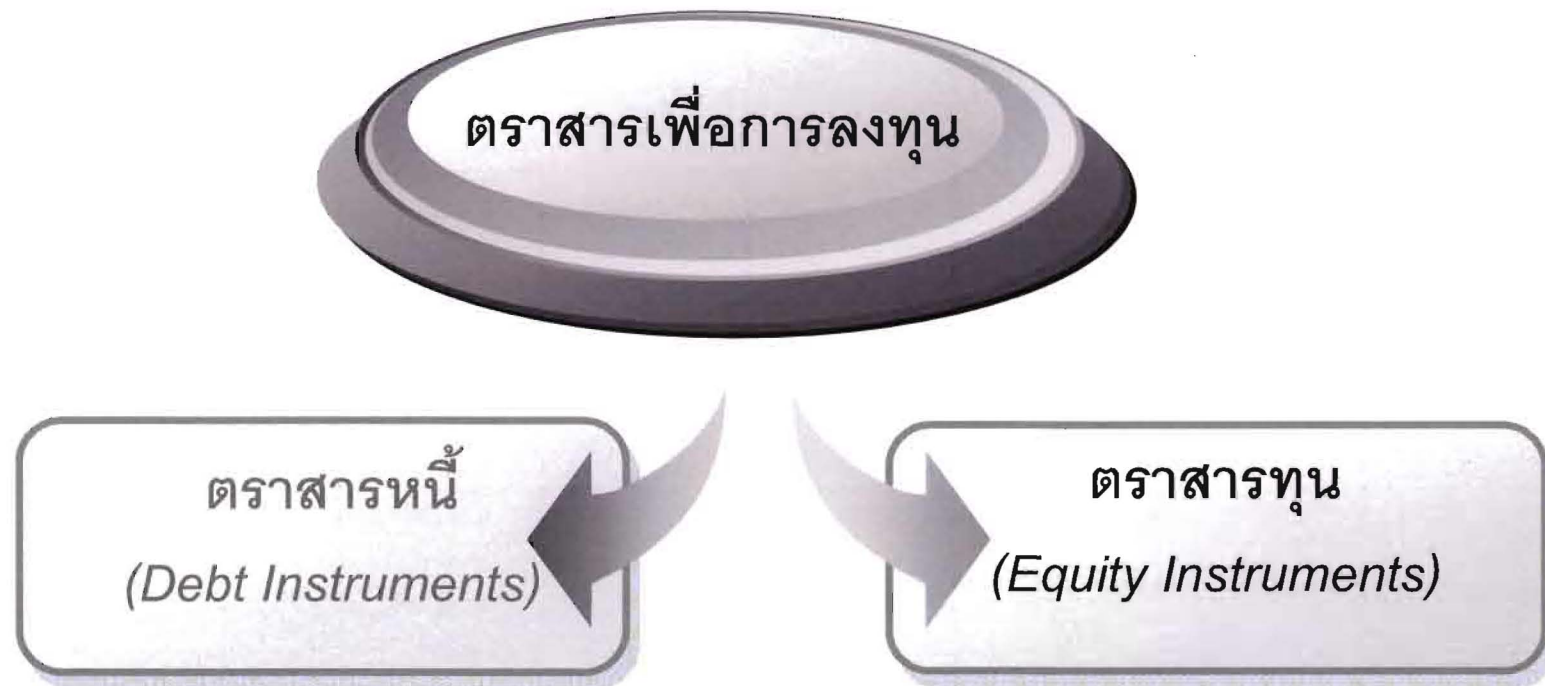 ตราสารเพื่อการลงทุน
ตราสารหนี้
(Debt Instruments)
ตราสารทุน
(Equity Instruments)